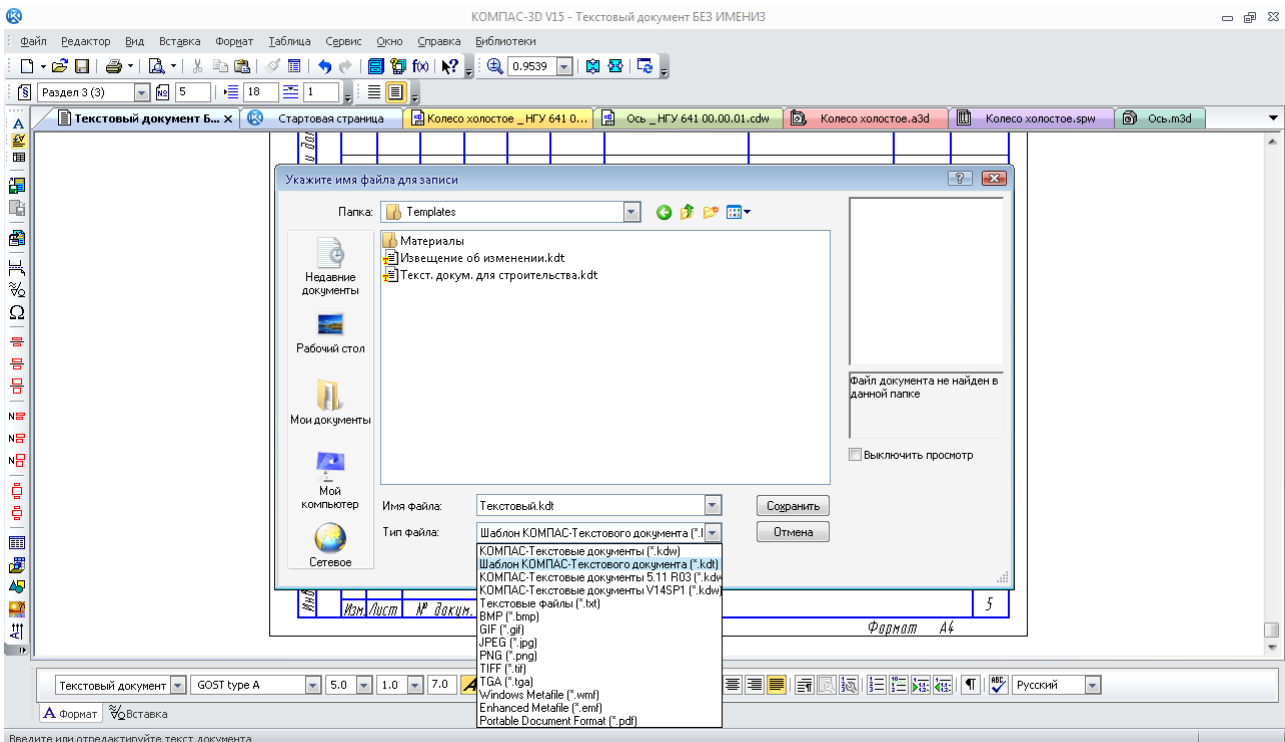 КОМПАС-3D V15 - Текстовый документ БЕЗ ИМЕНИ3
Файл Редактор Вид Вставка Формат Таблица Сервис Окно Справка Библиотеки
f(x) 0.9539
Раздел 3 (3) № 5 18 1
Текстовый документ Б... Стартовая страница Колесо холостое _ НГУ 641 0... Ось _ НГУ 641 00.00.01.cdw Колесо холостое.a3d Колесо холостое.spw Ось.m3d
Укажите имя файла для записи
Папка: Templates
Материалы
Извещение об изменении.kdt
Текст. докум. для строительства.kdt
Недавние документы
Рабочий стол
Мои документы
Мой компьютер
Сетевое
Файл документа не найден в данной папке
Выключить просмотр
Имя файла: Текстовый.kdt Сохранить
Тип файла: Шаблон КОМПАС-Текстового документа (*. Отмена
КОМПАС-Текстовые документы (*.kdw)
Шаблон КОМПАС-Текстового документа (*.kdt)
КОМПАС-Текстовые документы 5.11 R03 (*.kdw
КОМПАС-Текстовые документы V14SP1 (*.kdw)
Текстовые файлы (*.txt)
BMP (*.bmp)
GIF (*.gif)
JPEG (*.jpg)
PNG (*.png)
TIFF (*.tif)
TGA (*.tga)
Windows Metafile (*.wmf)
Enhanced Metafile (*.emf)
Portable Document Format (*.pdf)
Изм. Лист № докум. 5
Формат А4
Текстовый документ GOST type A 5.0 1.0 7.0 Русский
Формат Вставка
Введите или отредактируйте текст документа